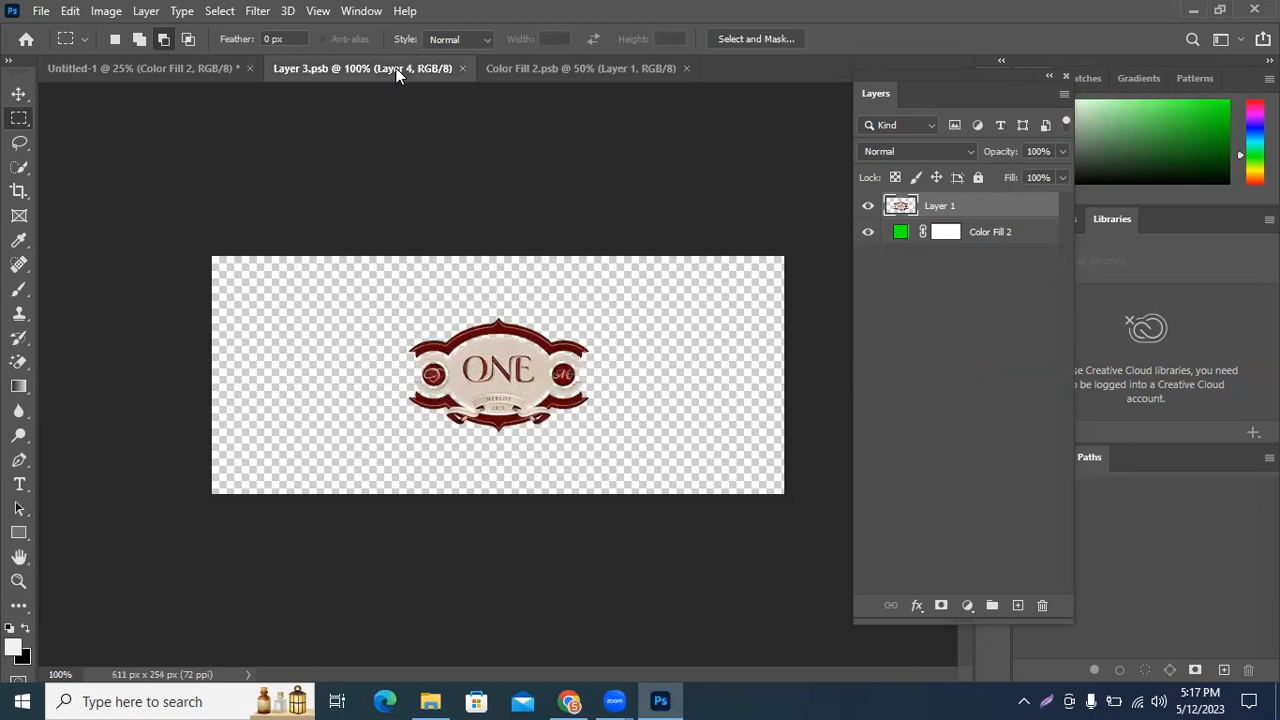 Ps File Edit Image Layer Type Select Filter 3D View Window Help
Feather: 0 px Anti-alias Style: Normal Width: Height: Select and Mask...
Untitled-1 @ 25% (Color Fill 2, RGB/8) * Layer 3.psb @ 100% (Layer 4, RGB/8) Color Fill 2.psb @ 50% (Layer 1, RGB/8)
Gradients Patterns
Layers
Kind
Normal Opacity: 100%
Lock: Fill: 100%
Layer 1
Color Fill 2
Libraries
ONE
MERLOT
se Creative Cloud libraries, you need
to be logged into a Creative Cloud
account.
Paths
100% 611 px x 254 px (72 ppi)
Type here to search
Ps
zoom
5:17 PM
5/12/2023